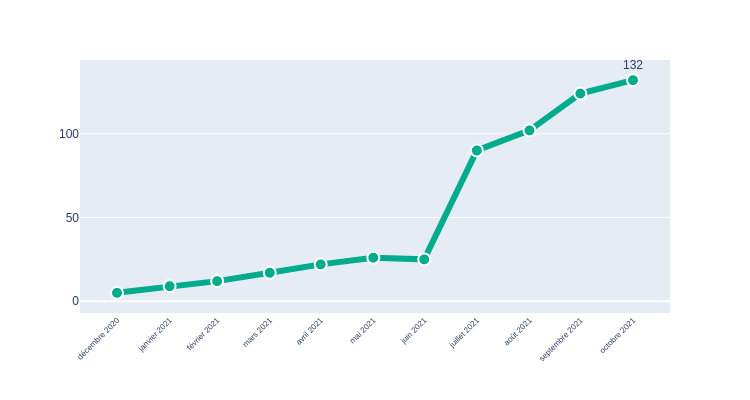 132
100
50
0
décembre 2020
janvier 2021
février 2021
mars 2021
avril 2021
mai 2021
juin 2021
juillet 2021
août 2021
septembre 2021
octobre 2021